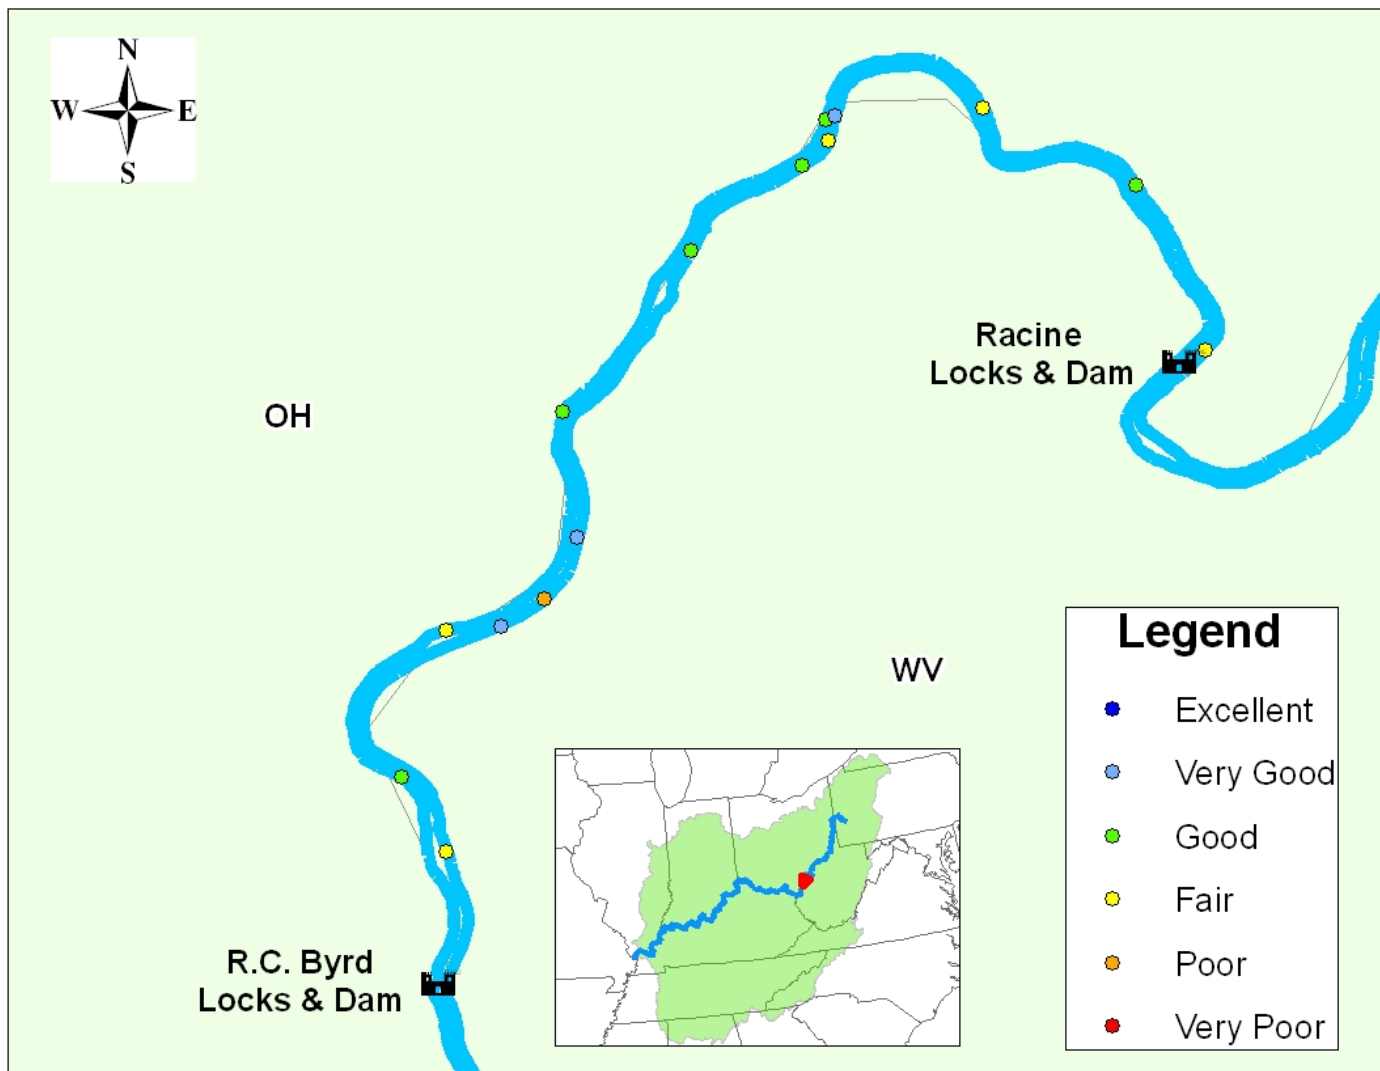 N
W E
S
Racine
Locks & Dam
OH
WV
R.C. Byrd
Locks & Dam
Legend
Excellent
Very Good
Good
Fair
Poor
Very Poor